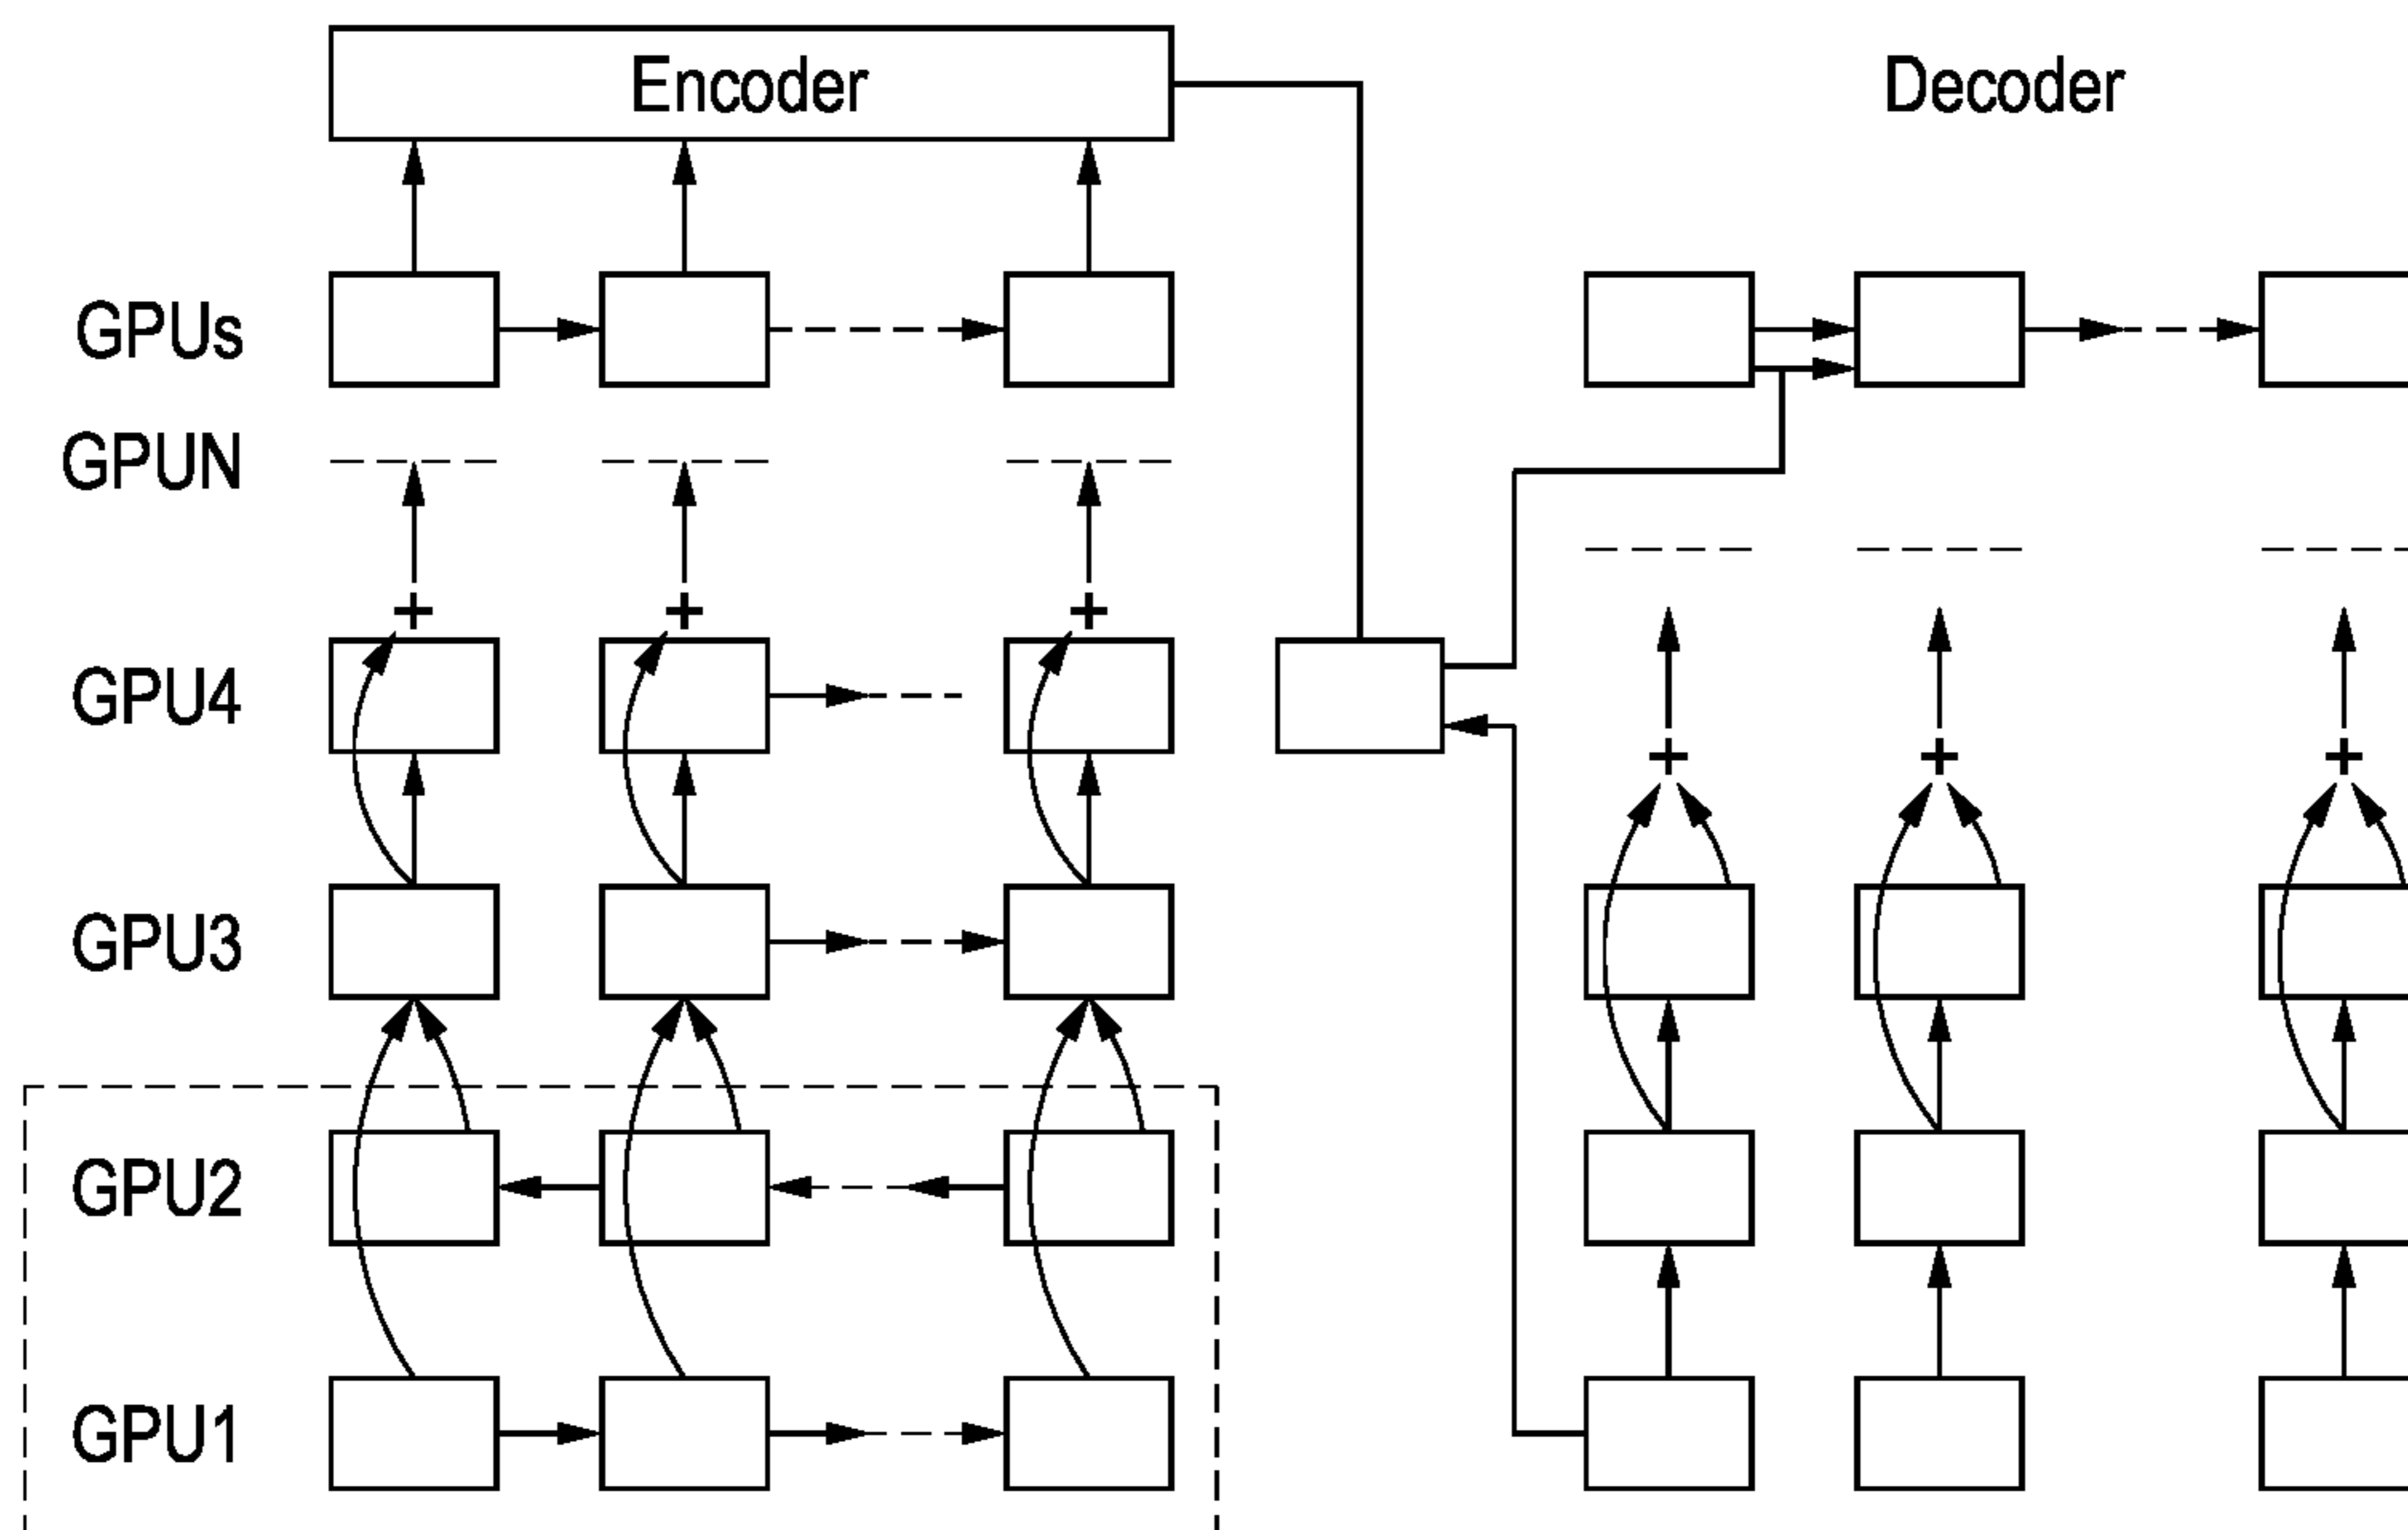 Encoder
Decoder
GPUs
GPUN
+ + +
GPU4
+ + +
GPU3
GPU2
GPU1